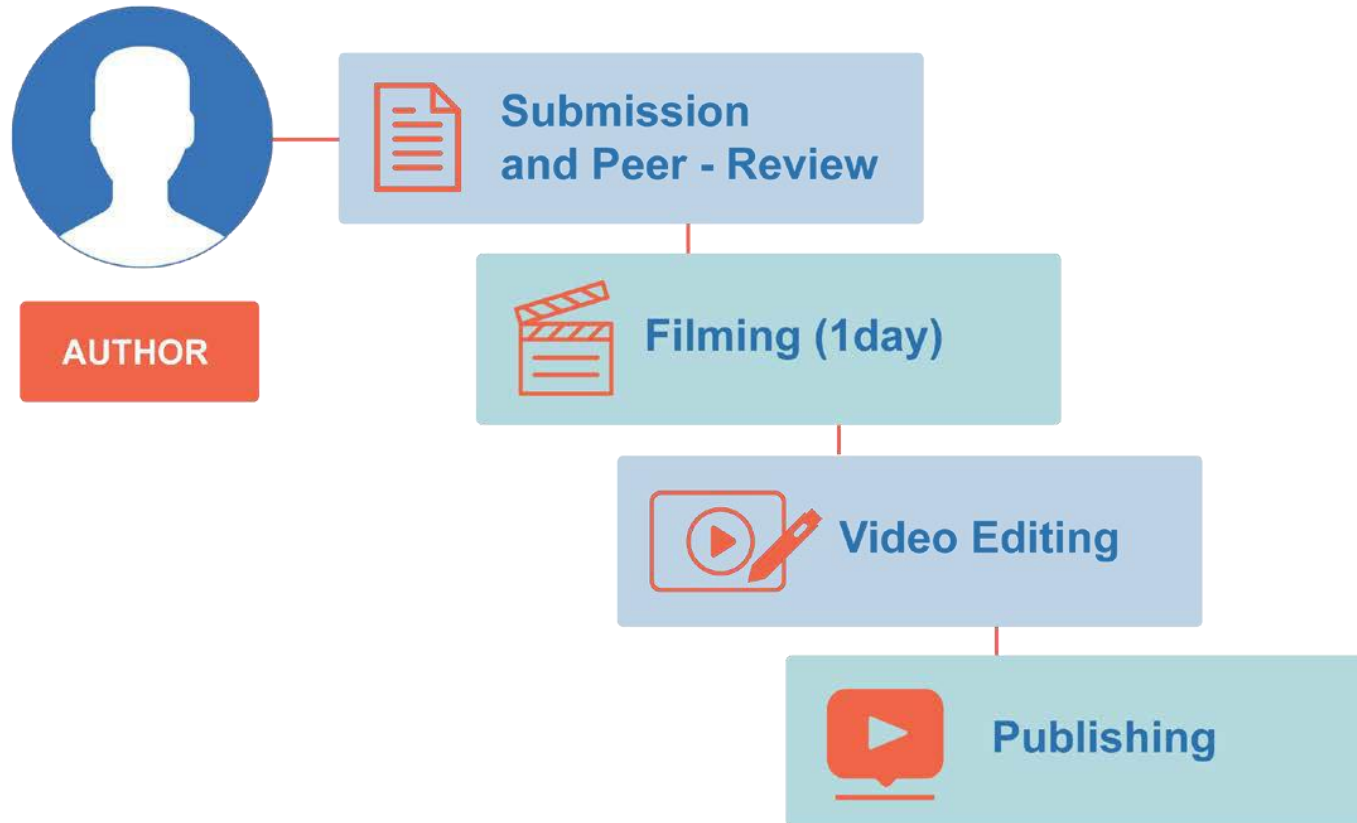 Submission
and Peer - Review
AUTHOR
Filming (1day)
Video Editing
Publishing